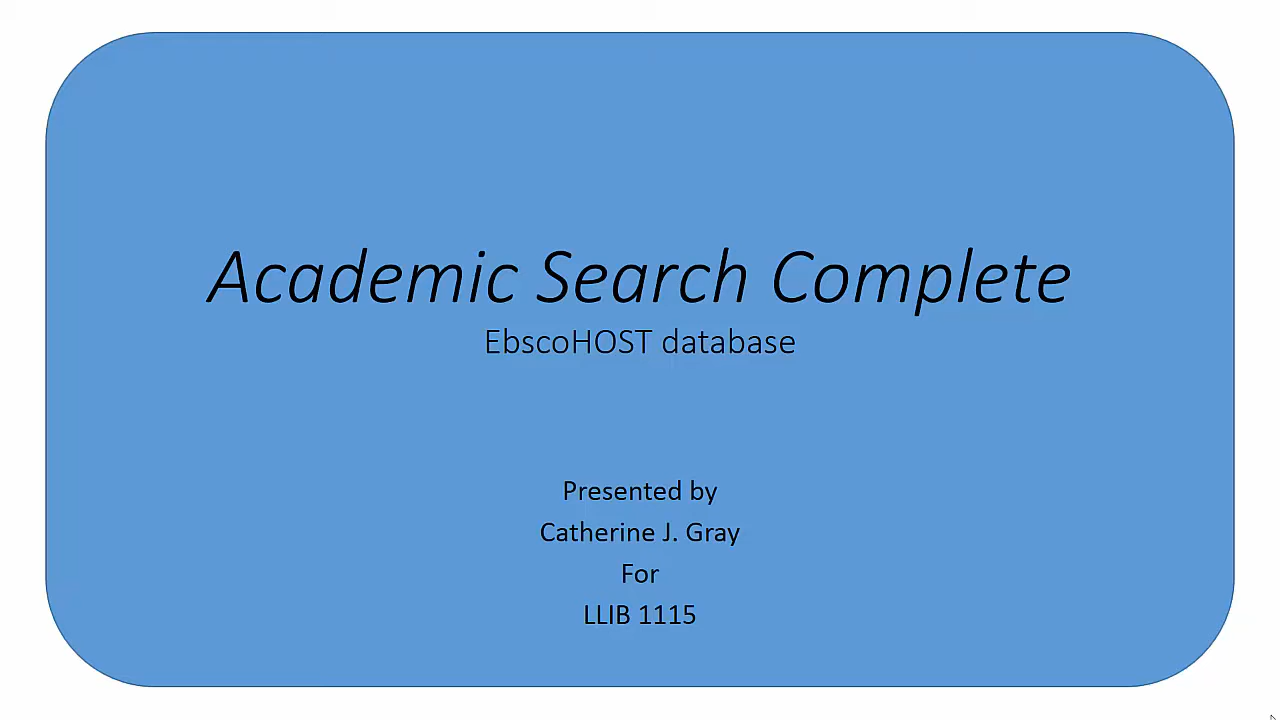 Academic Search Complete
EbscoHOST database
Presented by
Catherine J. Gray
For
LLIB 1115